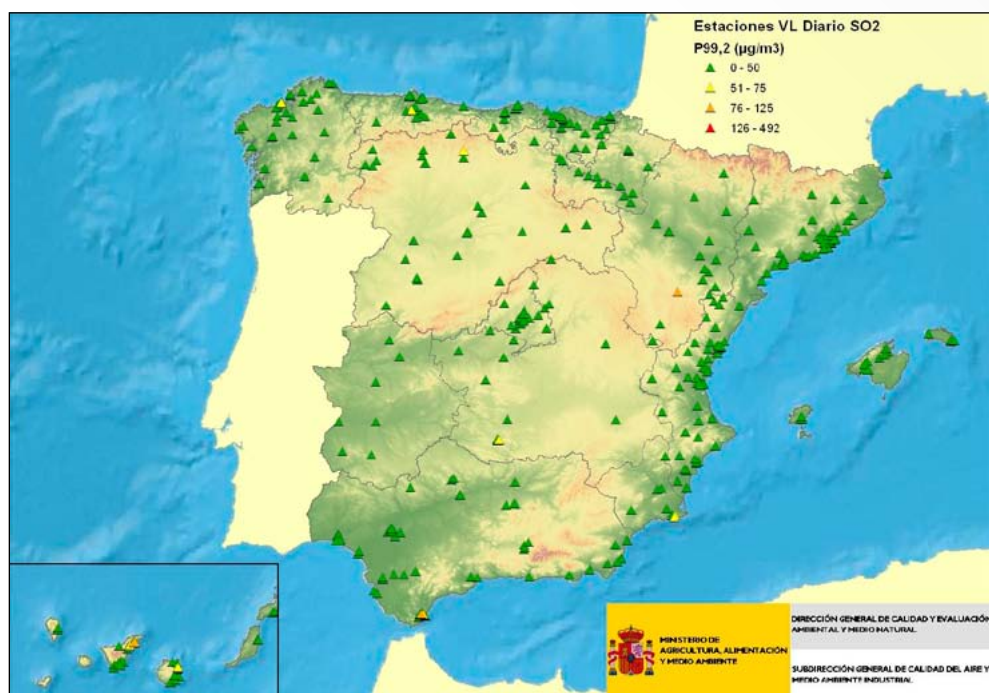 Estaciones VL Diario SO2
P99,2 (µg/m3)
0 - 50
51 - 75
76 - 125
126 - 492
MINISTERIO DE
AGRICULTURA, ALIMENTACIÓN
Y MEDIO AMBIENTE
DIRECCIÓN GENERAL DE CALIDAD Y EVALUACIÓN
AMBIENTAL Y MEDIO NATURAL
SUBDIRECCIÓN GENERAL DE CALIDAD DEL AIRE Y
MEDIO AMBIENTE INDUSTRIAL